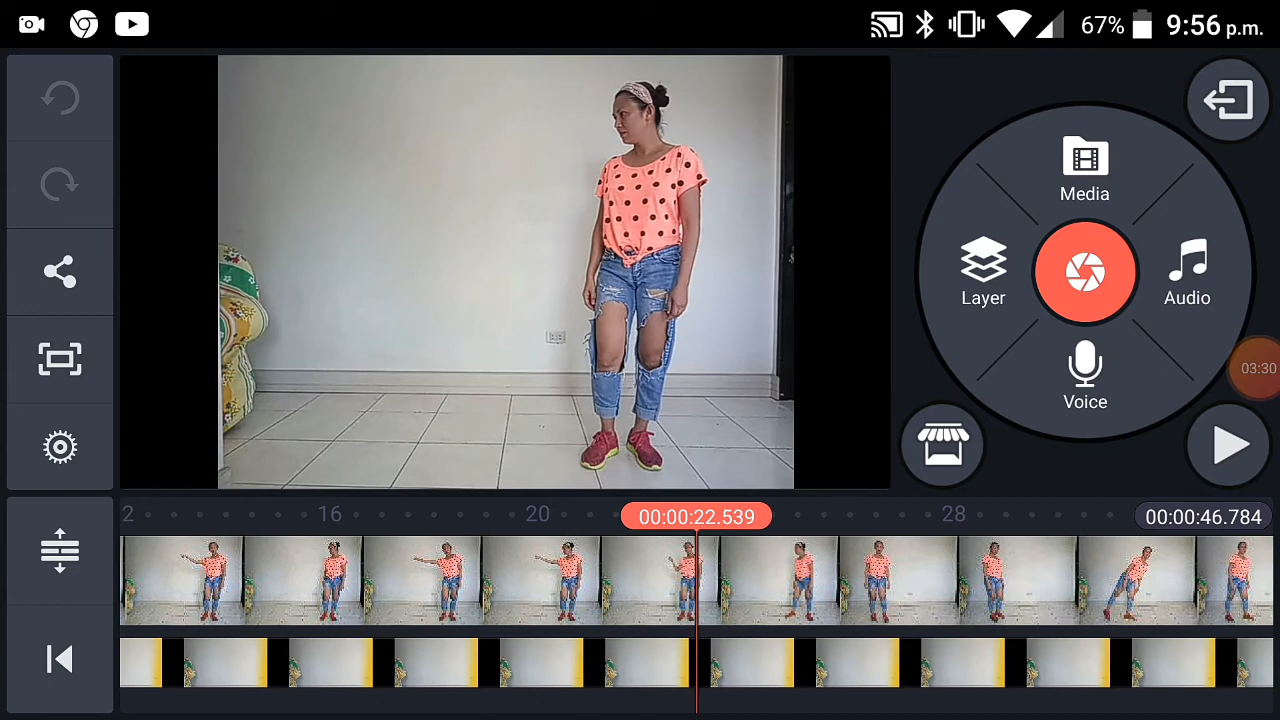 67% 9:56 p.m.
Media
Layer
Audio
03:30
Voice
2 16 20 00:00:22.539 28 00:00:46.784